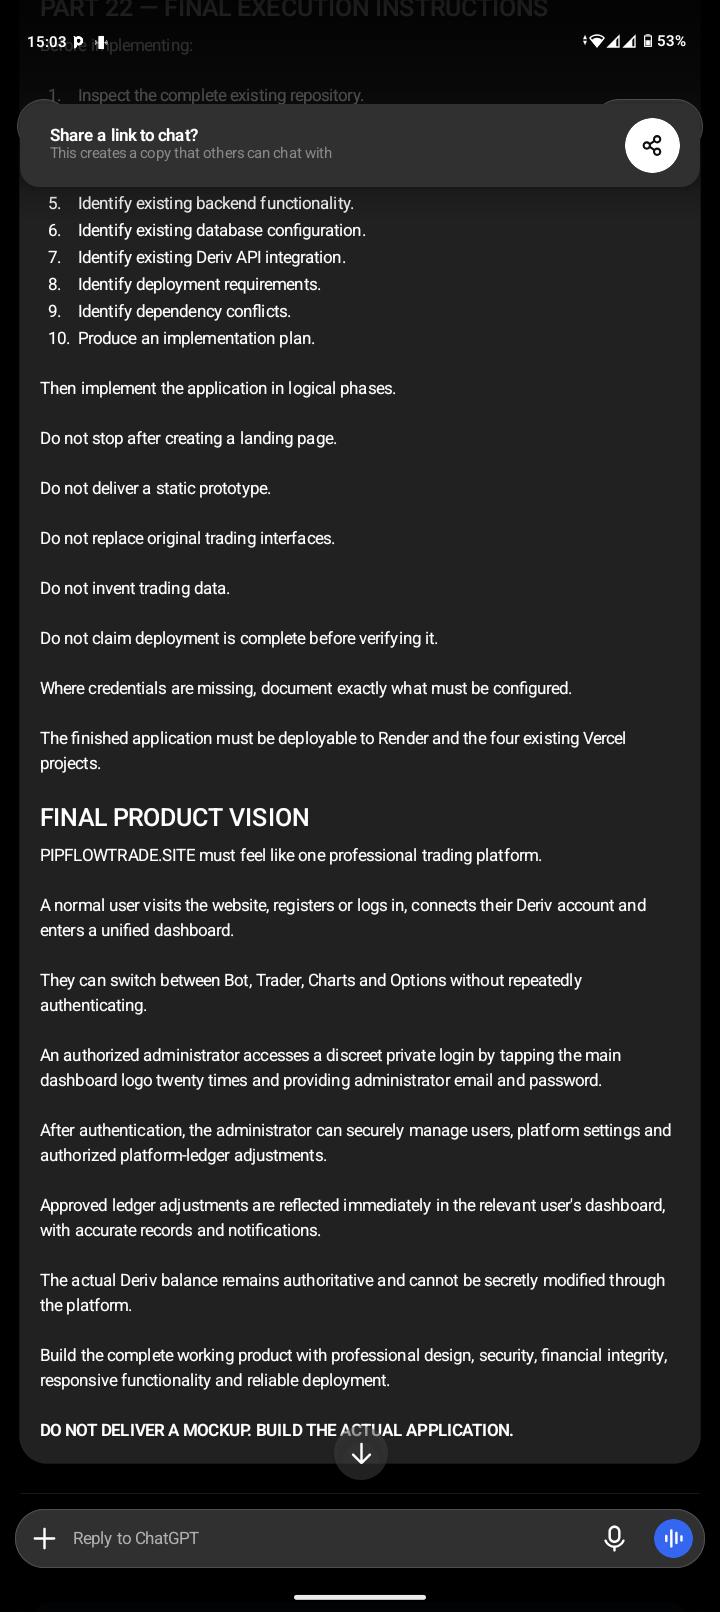 PART 22 — FINAL EXECUTION INSTRUCTIONS
15:03
53%
Before implementing:
1. Inspect the complete existing repository.
Share a link to chat?
This creates a copy that others can chat with
5. Identify existing backend functionality.
6. Identify existing database configuration.
7. Identify existing Deriv API integration.
8. Identify deployment requirements.
9. Identify dependency conflicts.
10. Produce an implementation plan.
Then implement the application in logical phases.
Do not stop after creating a landing page.
Do not deliver a static prototype.
Do not replace original trading interfaces.
Do not invent trading data.
Do not claim deployment is complete before verifying it.
Where credentials are missing, document exactly what must be configured.
The finished application must be deployable to Render and the four existing Vercel
projects.
FINAL PRODUCT VISION
PIPFLOWTRADE.SITE must feel like one professional trading platform.
A normal user visits the website, registers or logs in, connects their Deriv account and
enters a unified dashboard.
They can switch between Bot, Trader, Charts and Options without repeatedly
authenticating.
An authorized administrator accesses a discreet private login by tapping the main
dashboard logo twenty times and providing administrator email and password.
After authentication, the administrator can securely manage users, platform settings and
authorized platform-ledger adjustments.
Approved ledger adjustments are reflected immediately in the relevant user's dashboard,
with accurate records and notifications.
The actual Deriv balance remains authoritative and cannot be secretly modified through
the platform.
Build the complete working product with professional design, security, financial integrity,
responsive functionality and reliable deployment.
DO NOT DELIVER A MOCKUP. BUILD THE ACTUAL APPLICATION.
Reply to ChatGPT